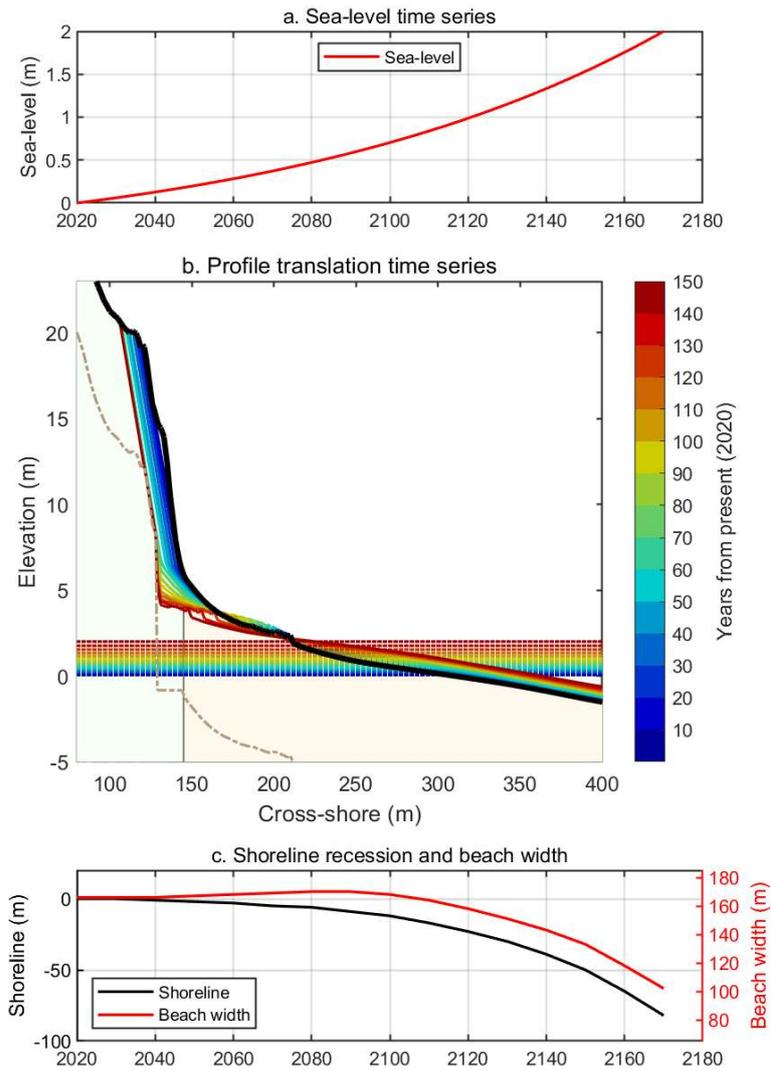 a. Sea-level time series
2
1.5
1
0.5
0
Sea-level (m)
Sea-level
2020 2040 2060 2080 2100 2120 2140 2160 2180
b. Profile translation time series
20
15
10
5
0
-5
Elevation (m)
100 150 200 250 300 350 400
Cross-shore (m)
150
140
130
120
110
100
90
80
70
60
50
40
30
20
10
Years from present (2020)
c. Shoreline recession and beach width
0
-50
-100
Shoreline (m)
Shoreline
Beach width
180
160
140
120
100
80
Beach width (m)
2020 2040 2060 2080 2100 2120 2140 2160 2180